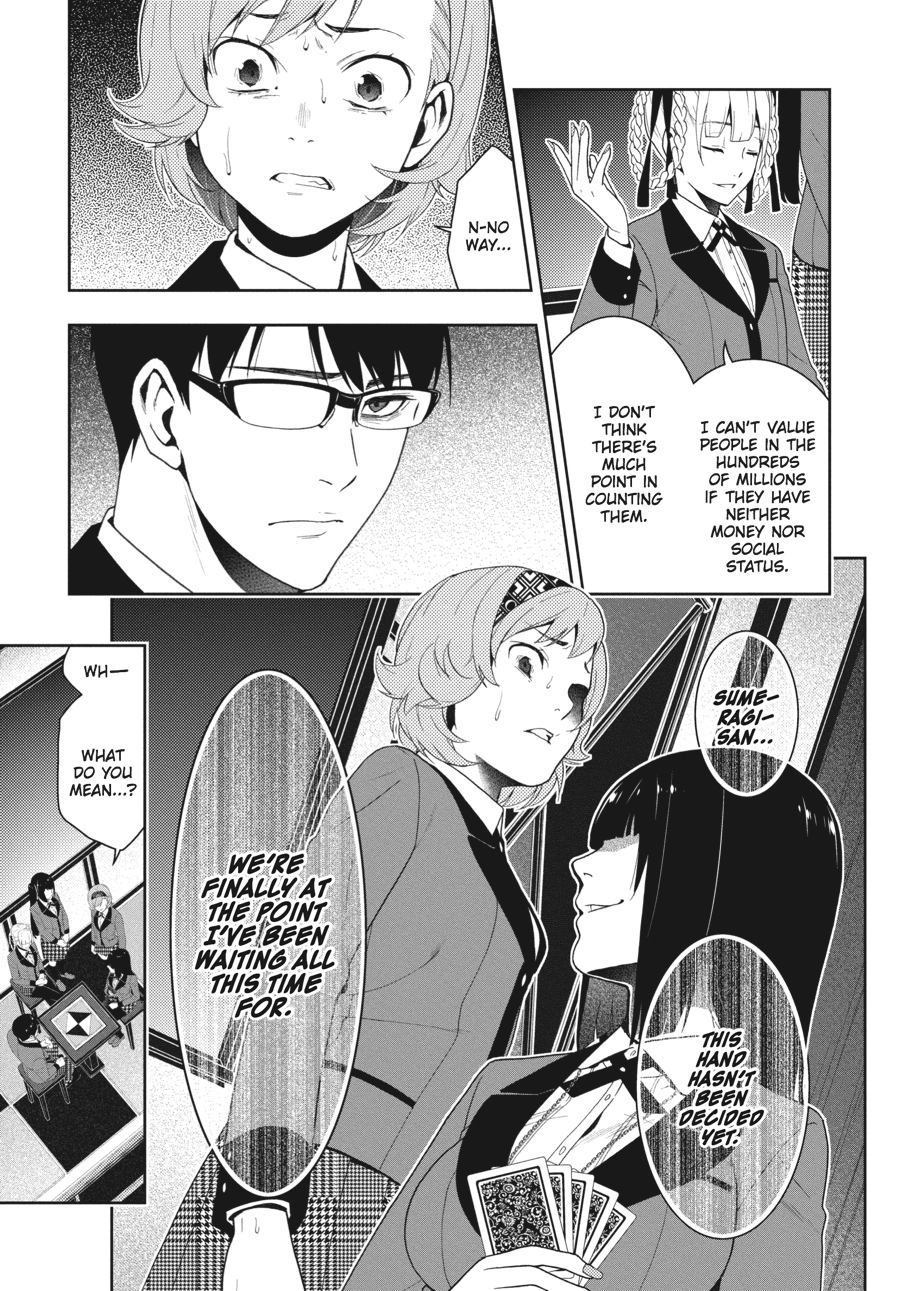 I CAN'T VALUE
PEOPLE IN THE
HUNDREDS
OF MILLIONS
IF THEY HAVE
NEITHER
MONEY NOR
SOCIAL
STATUS.
I DON'T
THINK
THERE'S
MUCH
POINT IN
COUNTING
THEM.
N-NO
WAY...
SUME-
RAGI-
SAN...
THIS
HAND
HASN'T
BEEN
DECIDED
YET.
WE'RE
FINALLY AT
THE POINT
I'VE BEEN
WAITING ALL
THIS TIME
FOR.
WH—
WHAT
DO YOU
MEAN...?